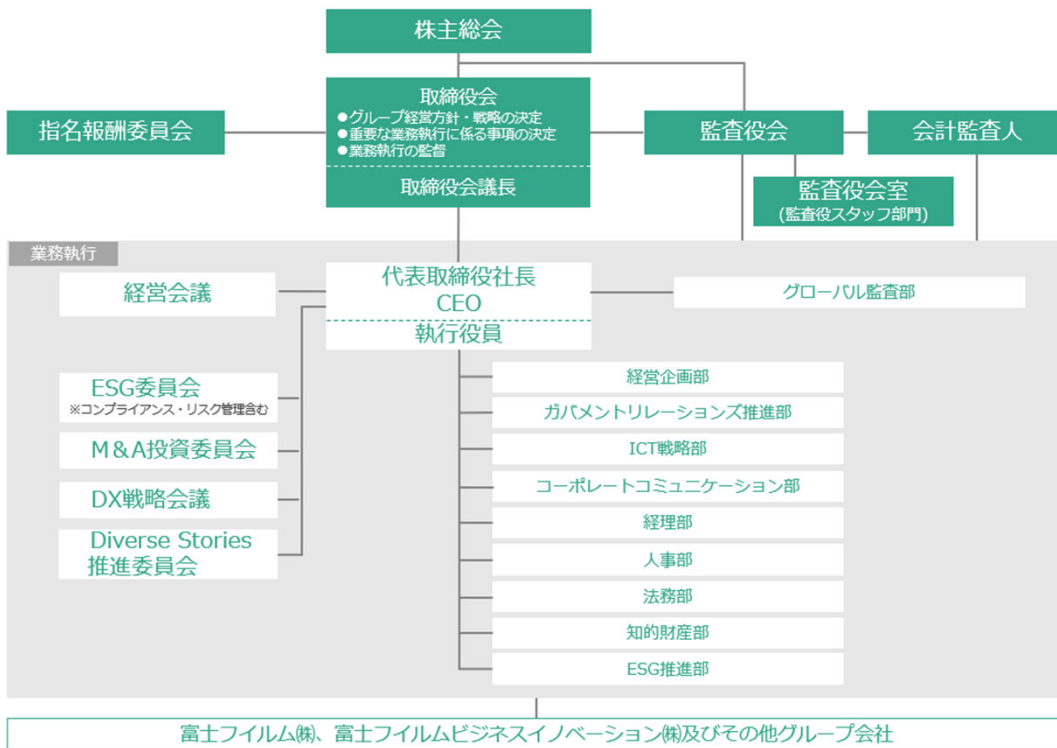 株主総会
取締役会
●グループ経営方針・戦略の決定
●重要な業務執行に係る事項の決定
●業務執行の監督
取締役会議長
指名報酬委員会
監査役会
会計監査人
監査役会室
(監査役スタッフ部門)
業務執行
経営会議
代表取締役社長
CEO
執行役員
グローバル監査部
ESG委員会
※コンプライアンス・リスク管理含む
M&A投資委員会
DX戦略会議
Diverse Stories
推進委員会
経営企画部
ガバメントリレーションズ推進部
ICT戦略部
コーポレートコミュニケーション部
経理部
人事部
法務部
知的財産部
ESG推進部
富士フイルム㈱、富士フイルムビジネスイノベーション㈱及びその他グループ会社